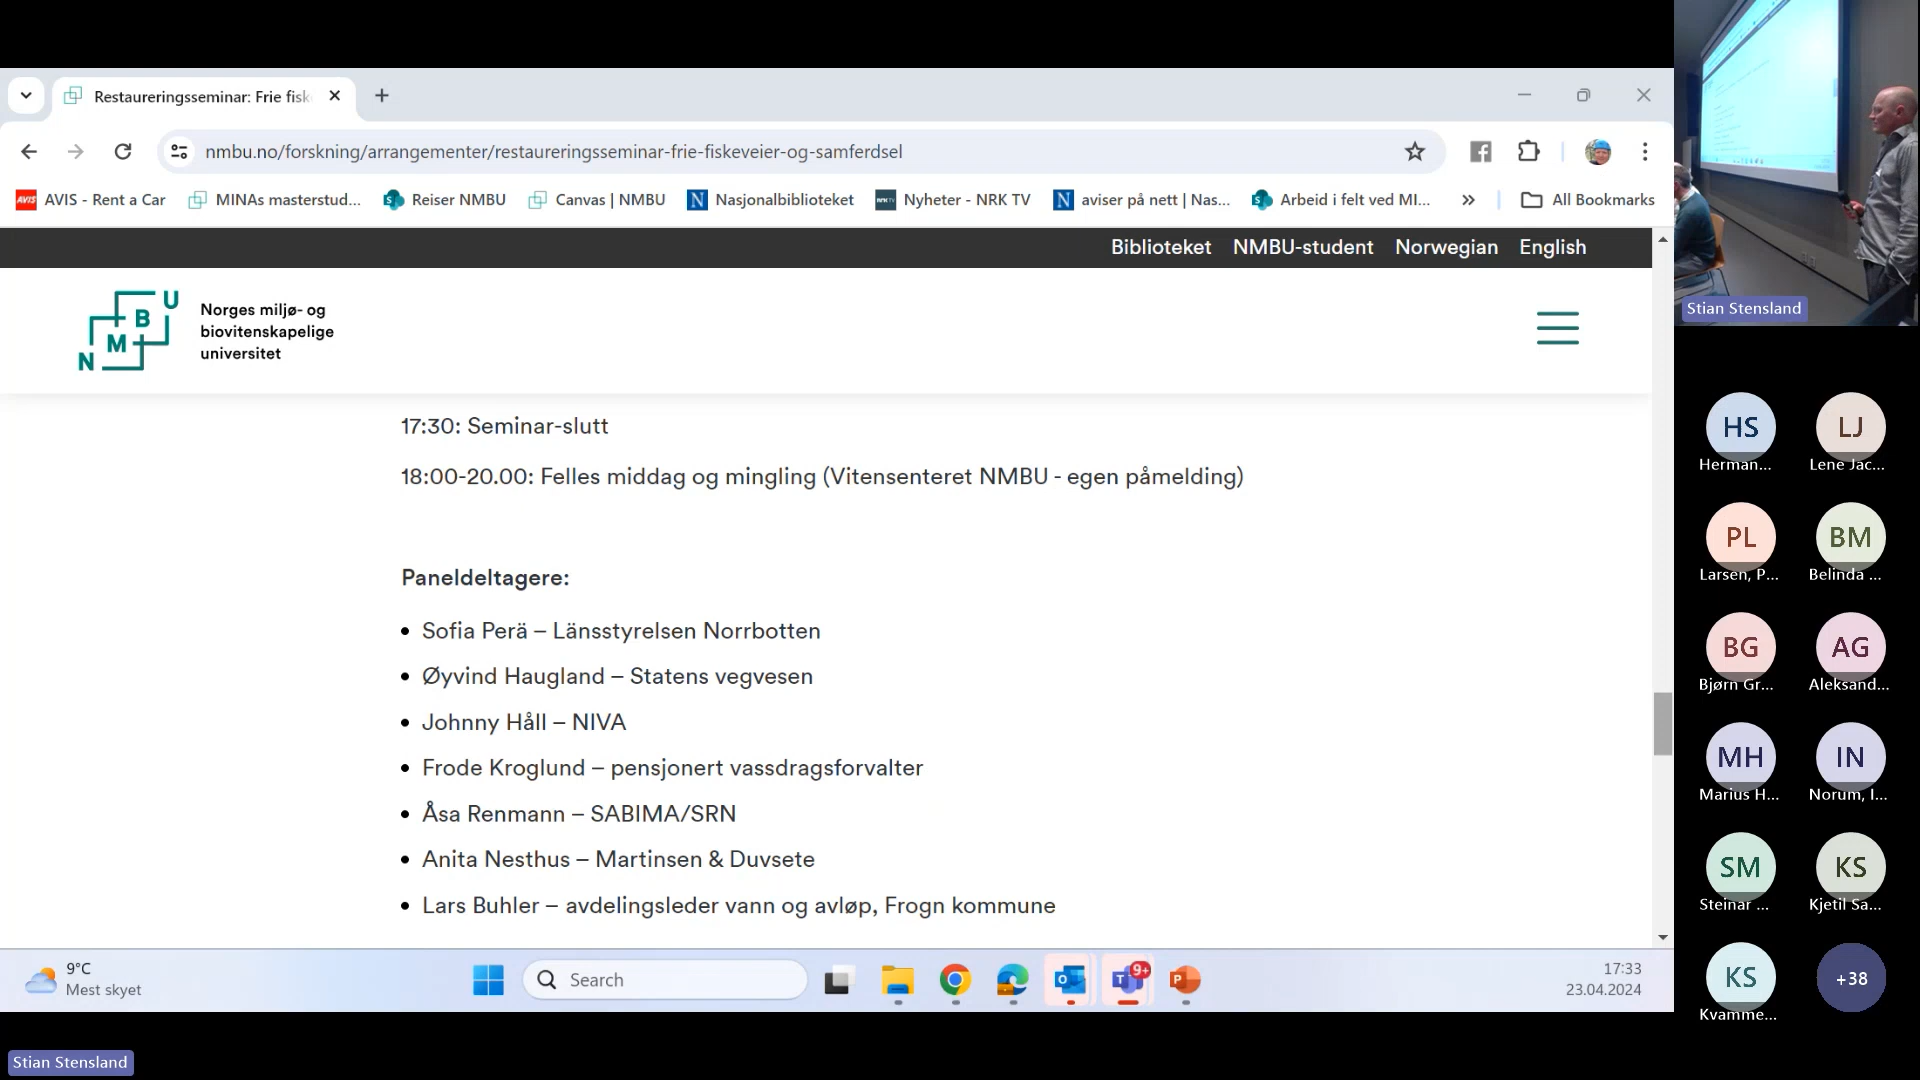 Restaureringsseminar: Frie fisk
nmbu.no/forskning/arrangementer/restaureringsseminar-frie-fiskeveier-og-samferdsel
AVIS AVIS - Rent a Car
MINAs masterstud...
Reiser NMBU
Canvas | NMBU
N Nasjonalbiblioteket
Nyheter - NRK TV
N aviser på nett | Nas...
Arbeid i felt ved MI...
All Bookmarks
Biblioteket NMBU-student Norwegian English
N M B U
Norges miljø- og
biovitenskapelige
universitet
17:30: Seminar-slutt
18:00-20.00: Felles middag og mingling (Vitensenteret NMBU - egen påmelding)
Paneldeltagere:
• Sofia Perä – Länsstyrelsen Norrbotten
• Øyvind Haugland – Statens vegvesen
• Johnny Håll – NIVA
• Frode Kroglund – pensjonert vassdragsforvalter
• Åsa Renmann – SABIMA/SRN
• Anita Nesthus – Martinsen & Duvsete
• Lars Buhler – avdelingsleder vann og avløp, Frogn kommune
9°C
Mest skyet
Search
9+
17:33
23.04.2024
Stian Stensland
Stian Stensland
HS LJ
Herman... Lene Jac...
PL BM
Larsen, P... Belinda ...
BG AG
Bjørn Gr... Aleksand...
MH IN
Marius H... Norum, I...
SM KS
Steinar ... Kjetil Sa...
KS +38
Kvamme...